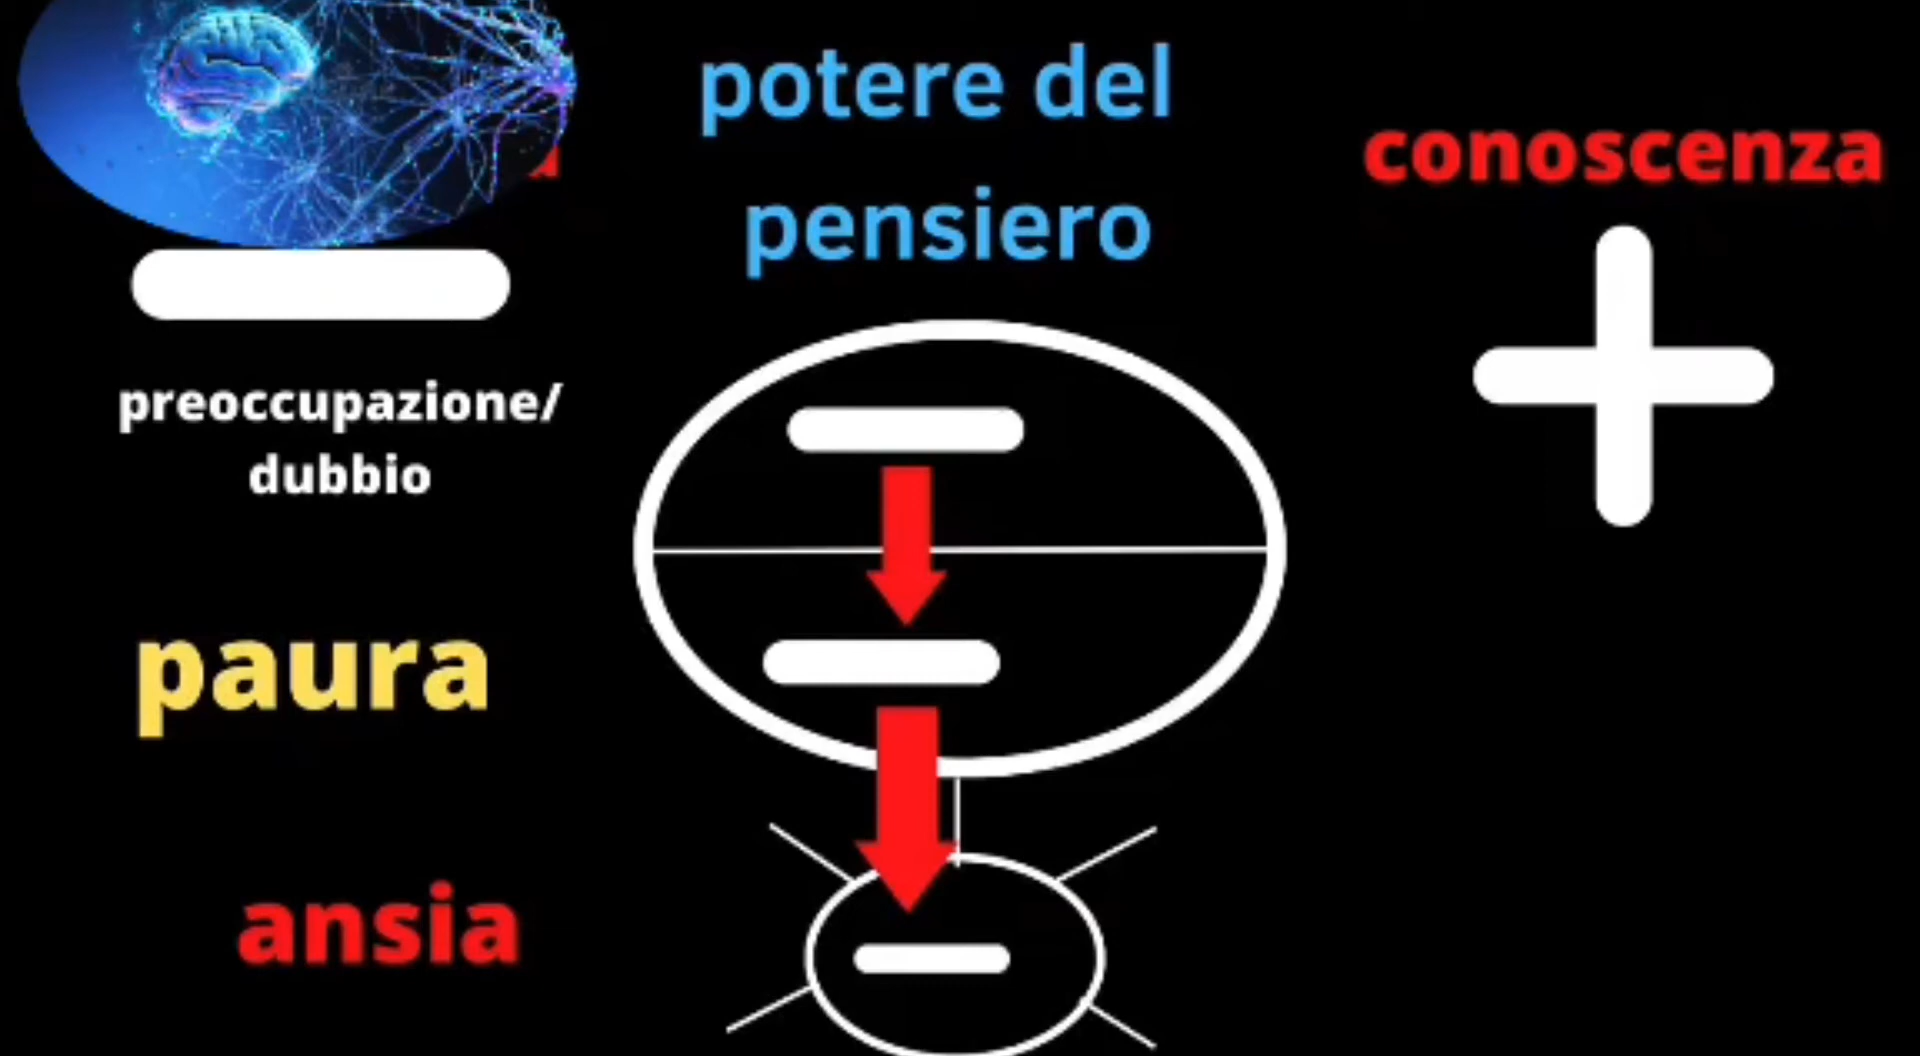 potere del
pensiero
conoscenza
preoccupazione/
dubbio
paura
ansia